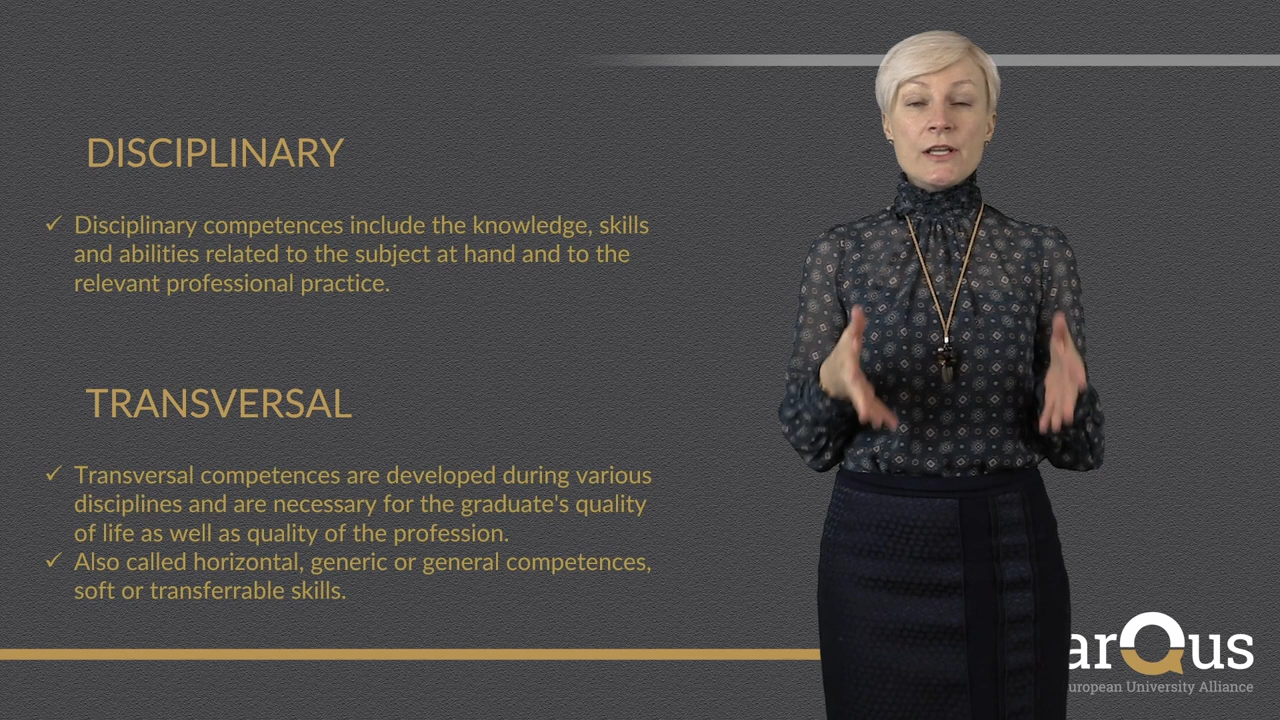 DISCIPLINARY
✓ Disciplinary competences include the knowledge, skills
and abilities related to the subject at hand and to the
relevant professional practice.
TRANSVERSAL
✓ Transversal competences are developed during various
disciplines and are necessary for the graduate's quality
of life as well as quality of the profession.
✓ Also called horizontal, generic or general competences,
soft or transferrable skills.
arQus
uropean University Alliance